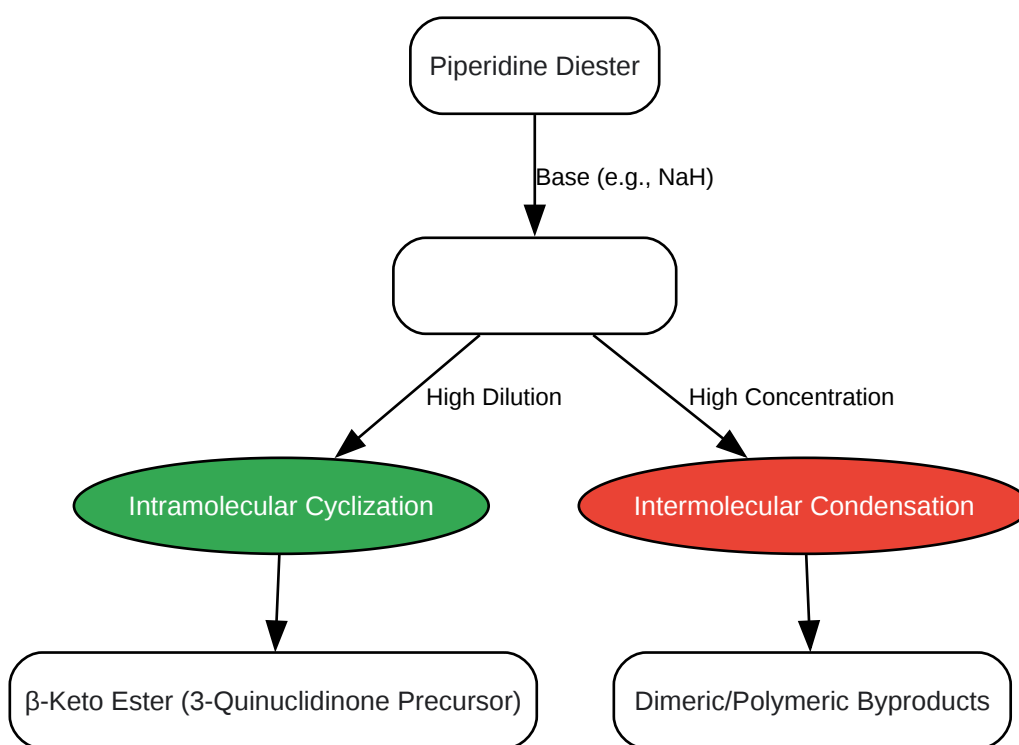 Piperidine Diester
Base (e.g., NaH)
High Dilution
High Concentration
Intramolecular Cyclization
Intermolecular Condensation
β-Keto Ester (3-Quinuclidinone Precursor)
Dimeric/Polymeric Byproducts